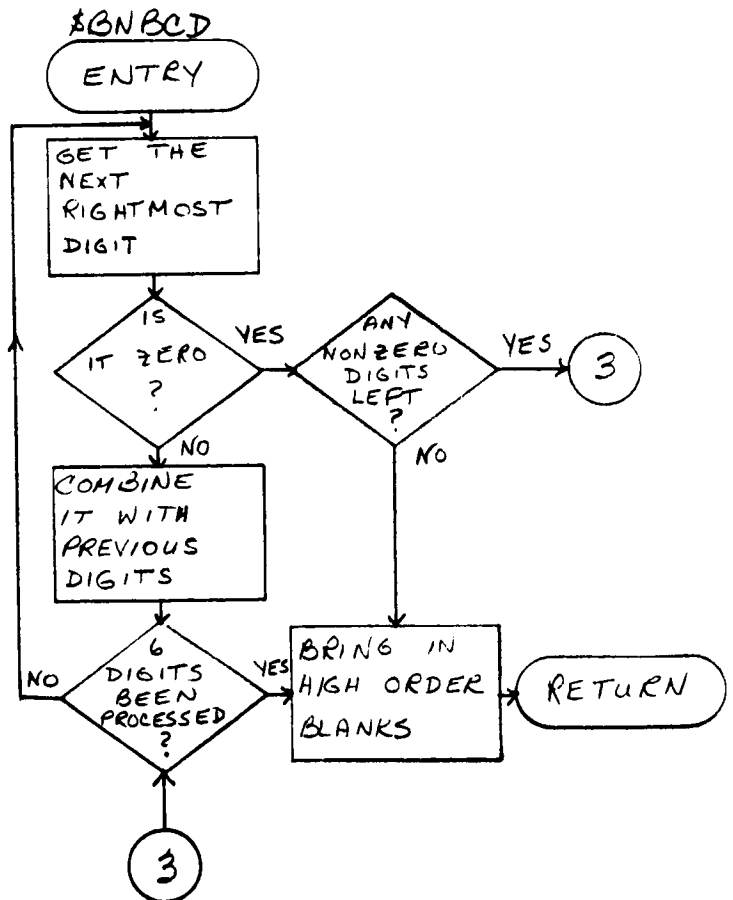 $BNBCD
ENTRY
GET THE
NEXT
RIGHTMOST
DIGIT
IS
IT ZERO
?
YES
ANY
NONZERO
DIGITS
LEFT
?
YES
3
NO
NO
COMBINE
IT WITH
PREVIOUS
DIGITS
6
DIGITS
BEEN
PROCESSED
?
NO
YES
BRING IN
HIGH ORDER
BLANKS
RETURN
3